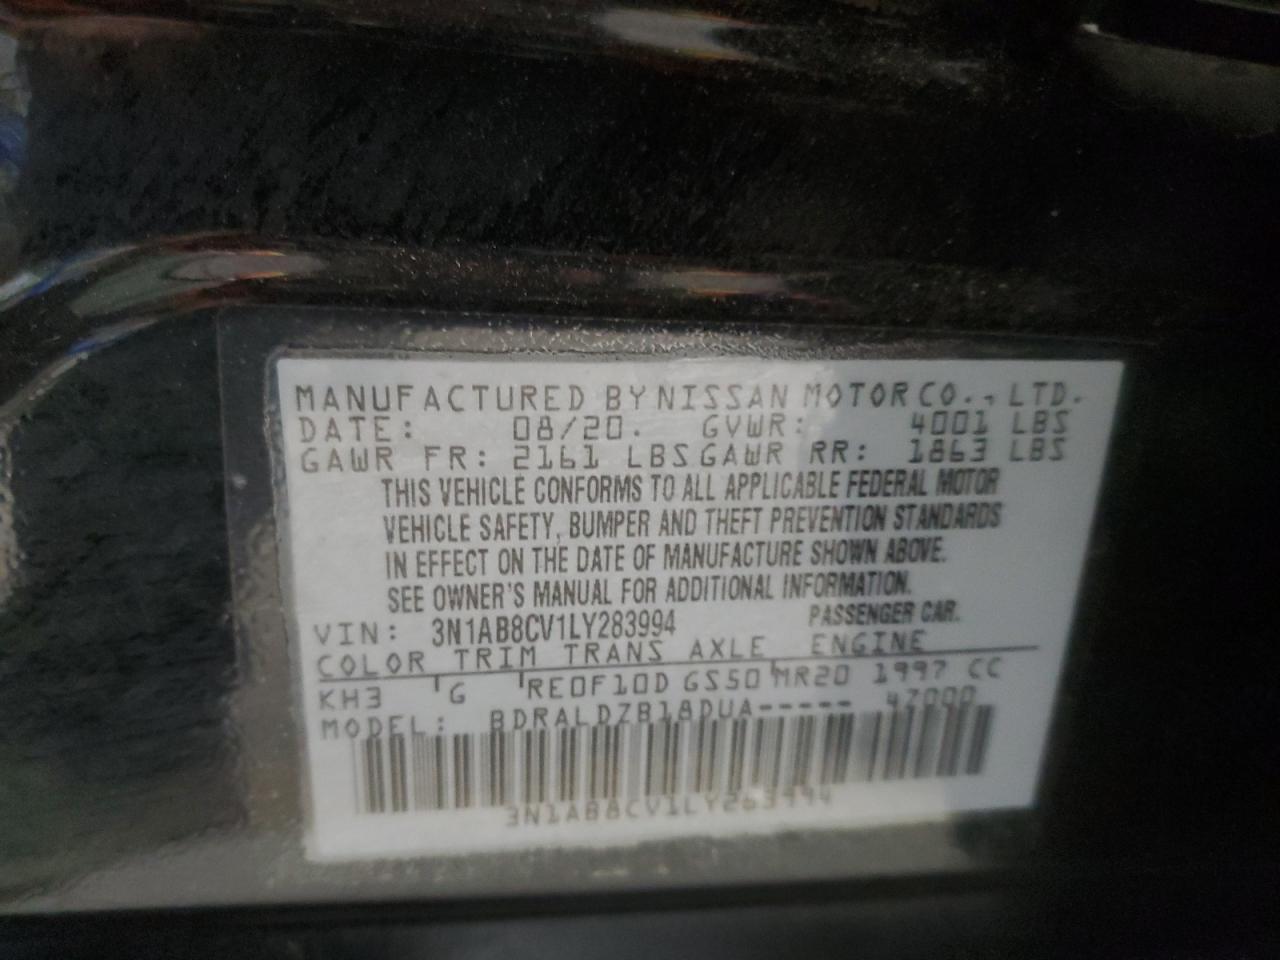 MANUFACTURED BY NISSAN MOTOR CO., LTD.
DATE: 08/20. GVWR: 4001 LBS
GAWR FR: 2161 LBS GAWR RR: 1863 LBS
THIS VEHICLE CONFORMS TO ALL APPLICABLE FEDERAL MOTOR
VEHICLE SAFETY, BUMPER AND THEFT PREVENTION STANDARDS
IN EFFECT ON THE DATE OF MANUFACTURE SHOWN ABOVE.
SEE OWNER'S MANUAL FOR ADDITIONAL INFORMATION.
VIN: 3N1AB8CV1LY283994 PASSENGER CAR.
COLOR TRIM TRANS AXLE ENGINE
KH3 G RE0F10D GS50 MR20 1997 CC
MODEL: BDRALDZB18DUA----- 47000
3N1AB8CV1LY283994